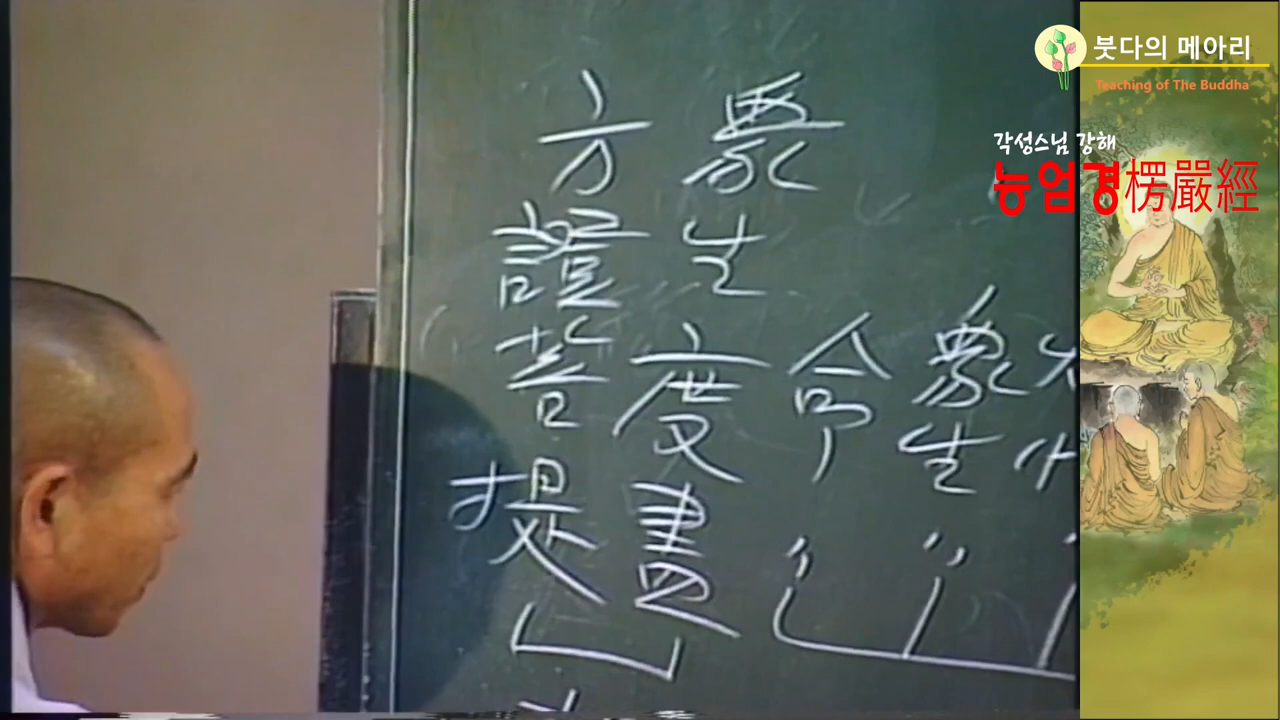 붓다의 메아리
Teaching of The Buddha
각성스님 강해
능엄경楞嚴經
衆生度盡
方證菩提
命
衆生